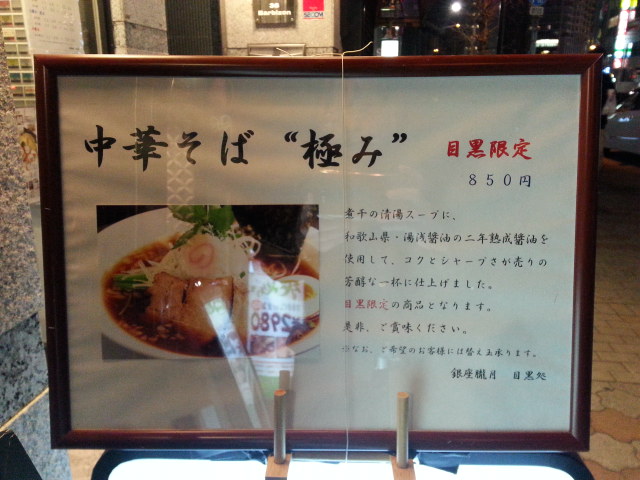 中華そば“極み”
目黒限定
850円
煮干の清湯スープに、
和歌山県・湯浅醤油の二年熟成醤油を
使用して、コクとシャープさが売りの
芳醇な一杯に仕上げました。
目黒限定の商品となります。
是非、ご賞味ください。
※なお、ご希望のお客様には替え玉承ります。
銀座朧月 目黒処
2980
SECOM